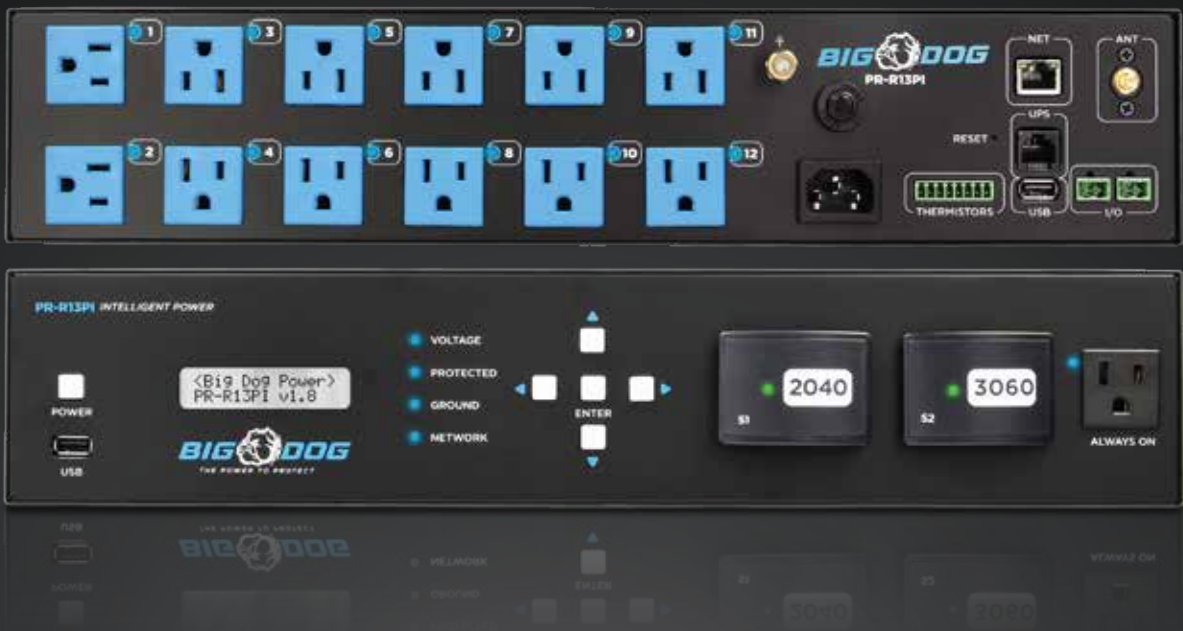 1
3
5
7
9
11
BIG DOG
PR-R13PI
NET
ANT
UPS
RESET
2
4
6
8
10
12
THERMISTORS
USB
I/O
PR-R13PI INTELLIGENT POWER
POWER
USB
<Big Dog Power>
PR-R13PI v1.8
BIG DOG
THE POWER TO PROTECT
VOLTAGE
PROTECTED
GROUND
NETWORK
ENTER
2040
S1
3060
S2
ALWAYS ON